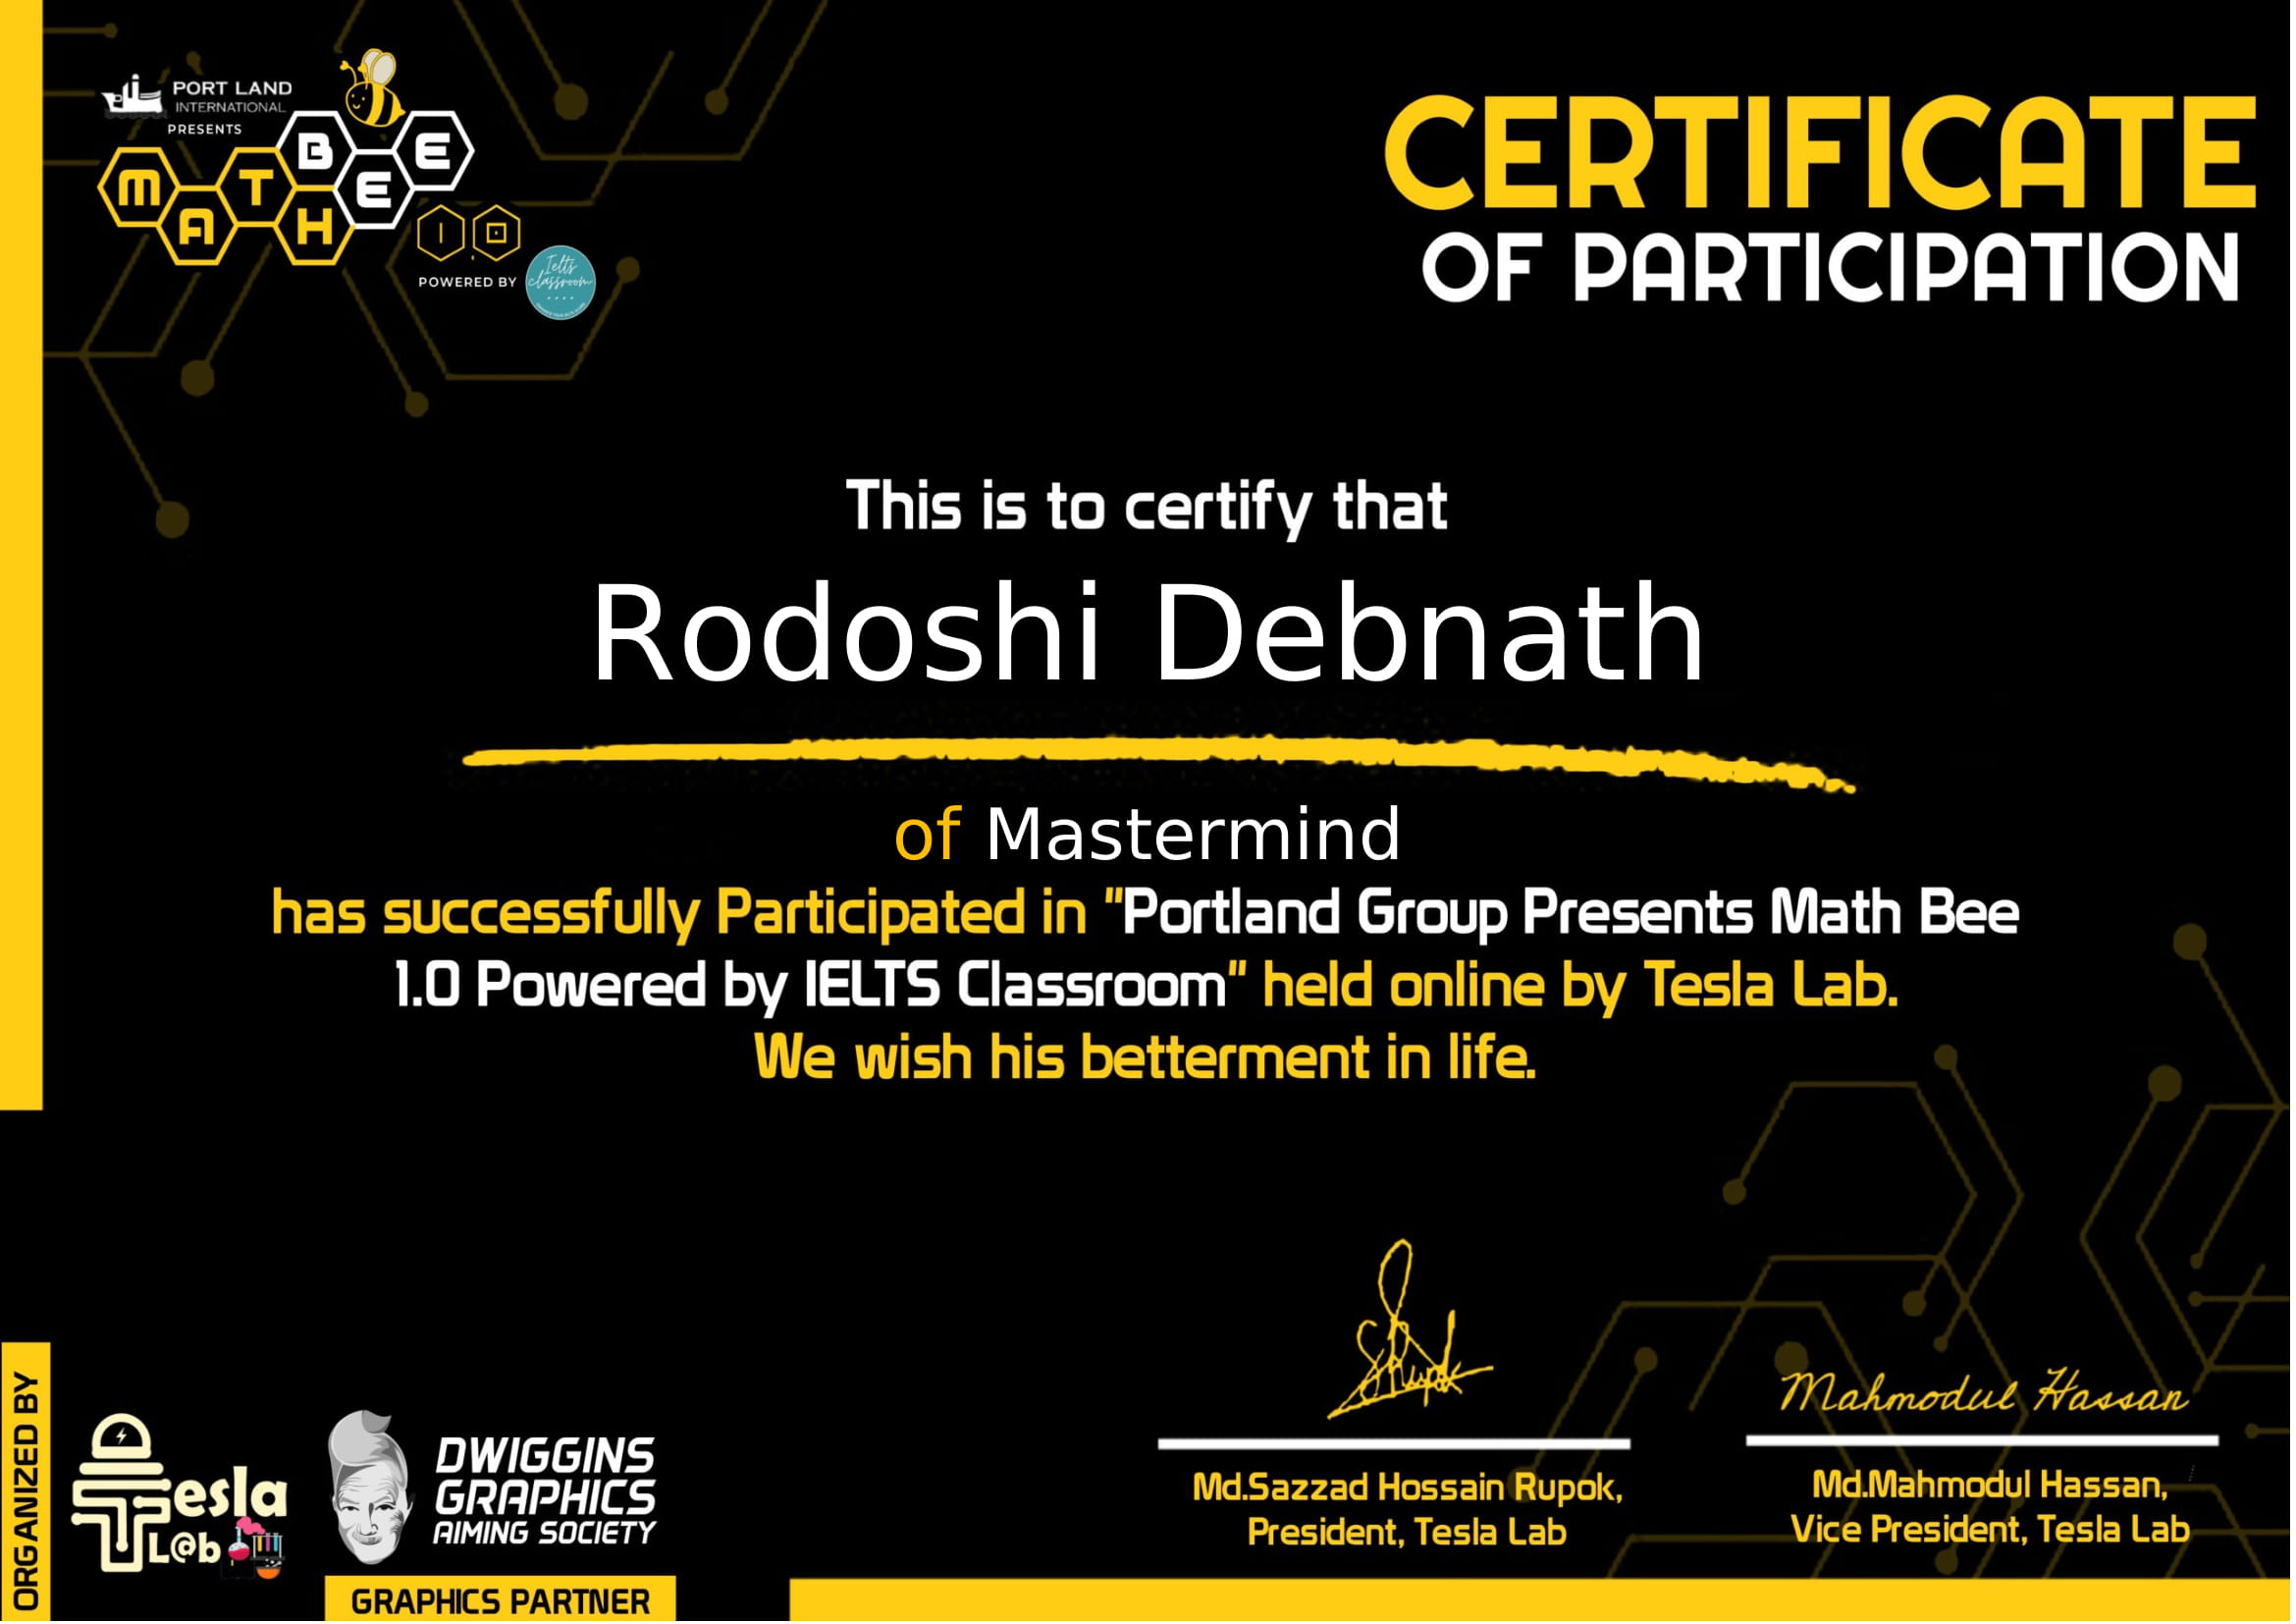 PORT LAND
INTERNATIONAL
PRESENTS
MATH BEE
1.0
POWERED BY
Ielts
classroom
CERTIFICATE
OF PARTICIPATION
This is to certify that
Rodoshi Debnath
of Mastermind
has successfully Participated in "Portland Group Presents Math Bee
1.0 Powered by IELTS Classroom" held online by Tesla Lab.
We wish his betterment in life.
Mahmodul Hassan
Md.Sazzad Hossain Rupok,
President, Tesla Lab
Md.Mahmodul Hassan,
Vice President, Tesla Lab
ORGANIZED BY
Tesla
L@b
DWIGGINS
GRAPHICS
AIMING SOCIETY
GRAPHICS PARTNER